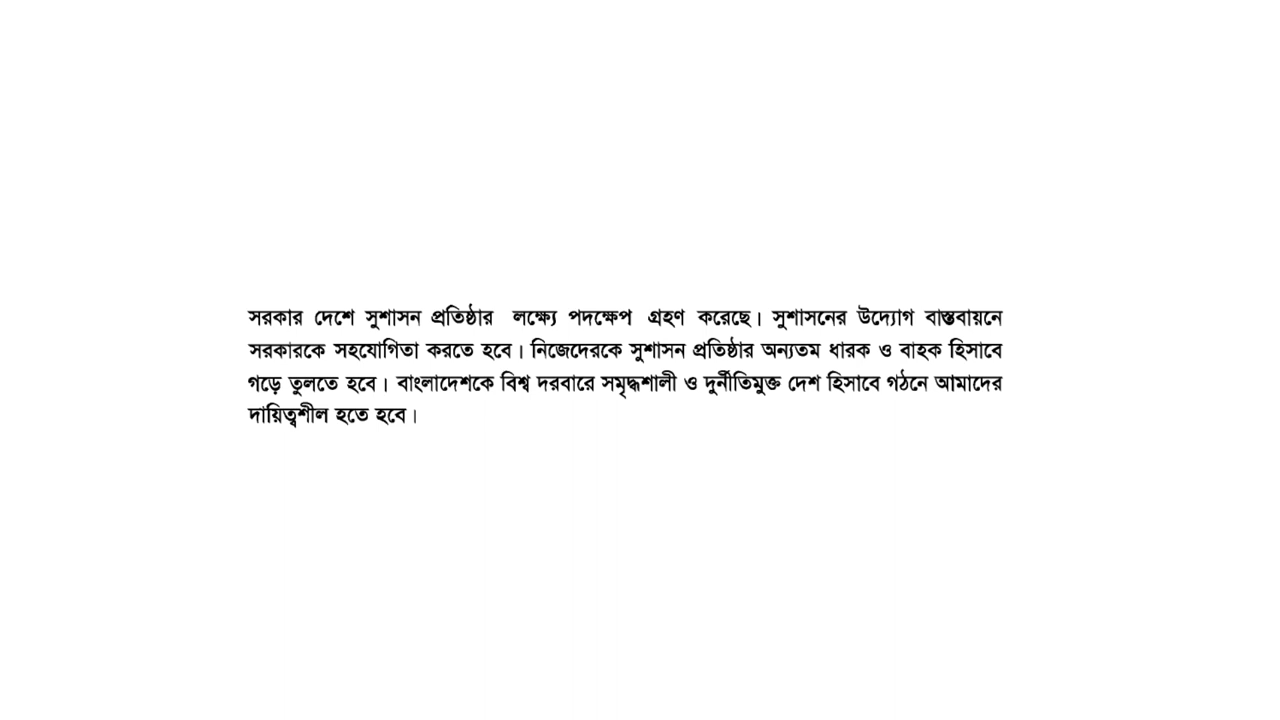 সরকার দেশে সুশাসন প্রতিষ্ঠার লক্ষ্যে পদক্ষেপ গ্রহণ করেছে। সুশাসনের উদ্যোগ বাস্তবায়নে
সরকারকে সহযোগিতা করতে হবে। নিজেদেরকে সুশাসন প্রতিষ্ঠার অন্যতম ধারক ও বাহক হিসাবে
গড়ে তুলতে হবে। বাংলাদেশকে বিশ্ব দরবারে সমৃদ্ধশালী ও দুর্নীতিমুক্ত দেশ হিসাবে গঠনে আমাদের
দায়িত্বশীল হতে হবে।